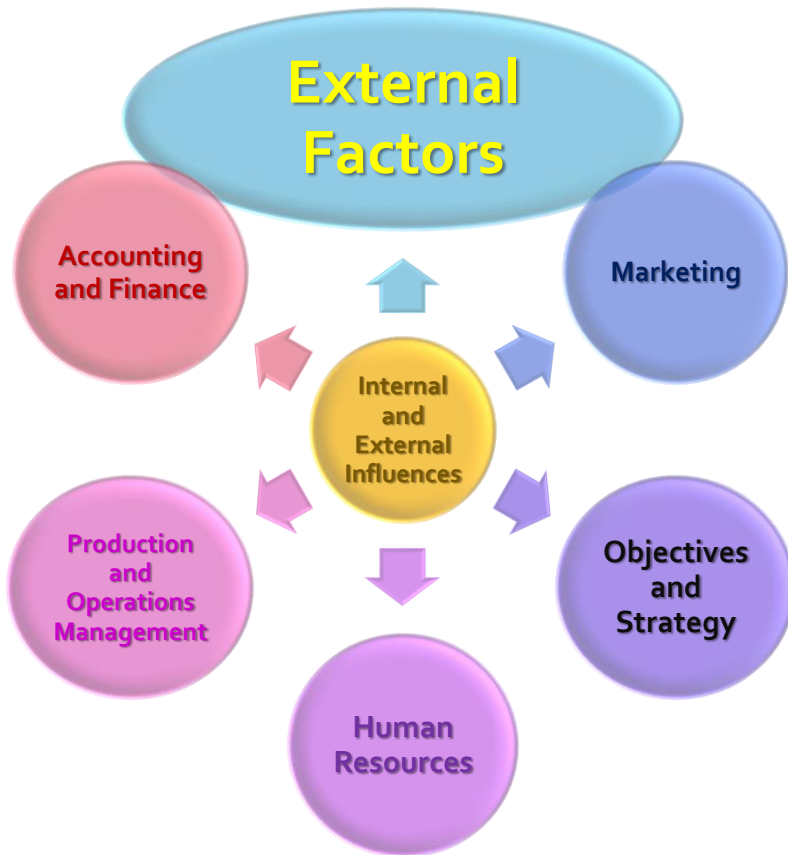 External
Factors
Accounting
and Finance
Marketing
Internal
and
External
Influences
Production
and
Operations
Management
Objectives
and
Strategy
Human
Resources